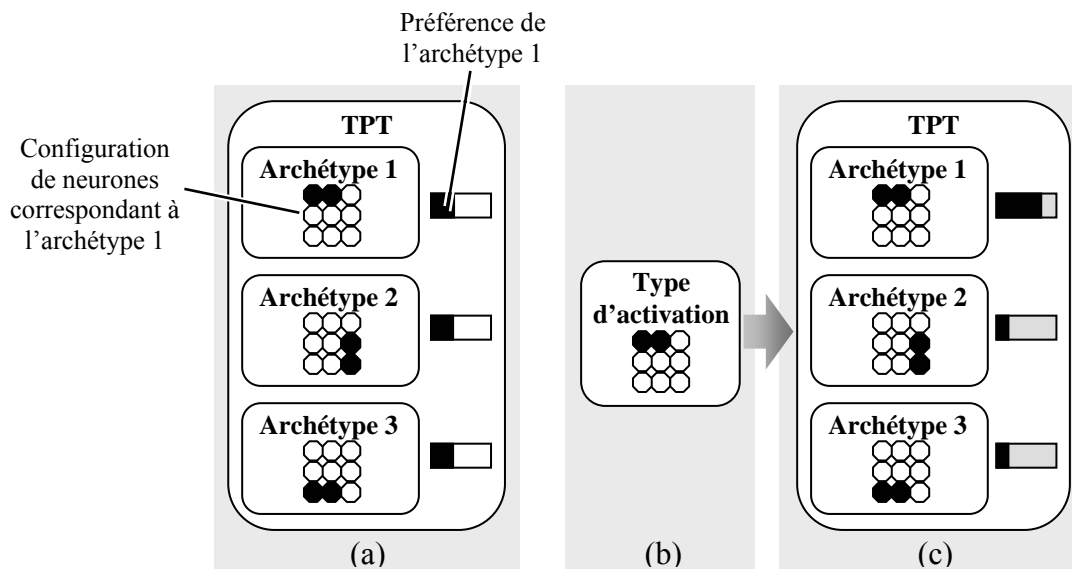 Préférence de
l'archétype 1
Configuration
de neurones
correspondant à
l'archétype 1
TPT
Archétype 1
Archétype 2
Archétype 3
(a)
Type
d'activation
(b)
TPT
Archétype 1
Archétype 2
Archétype 3
(c)